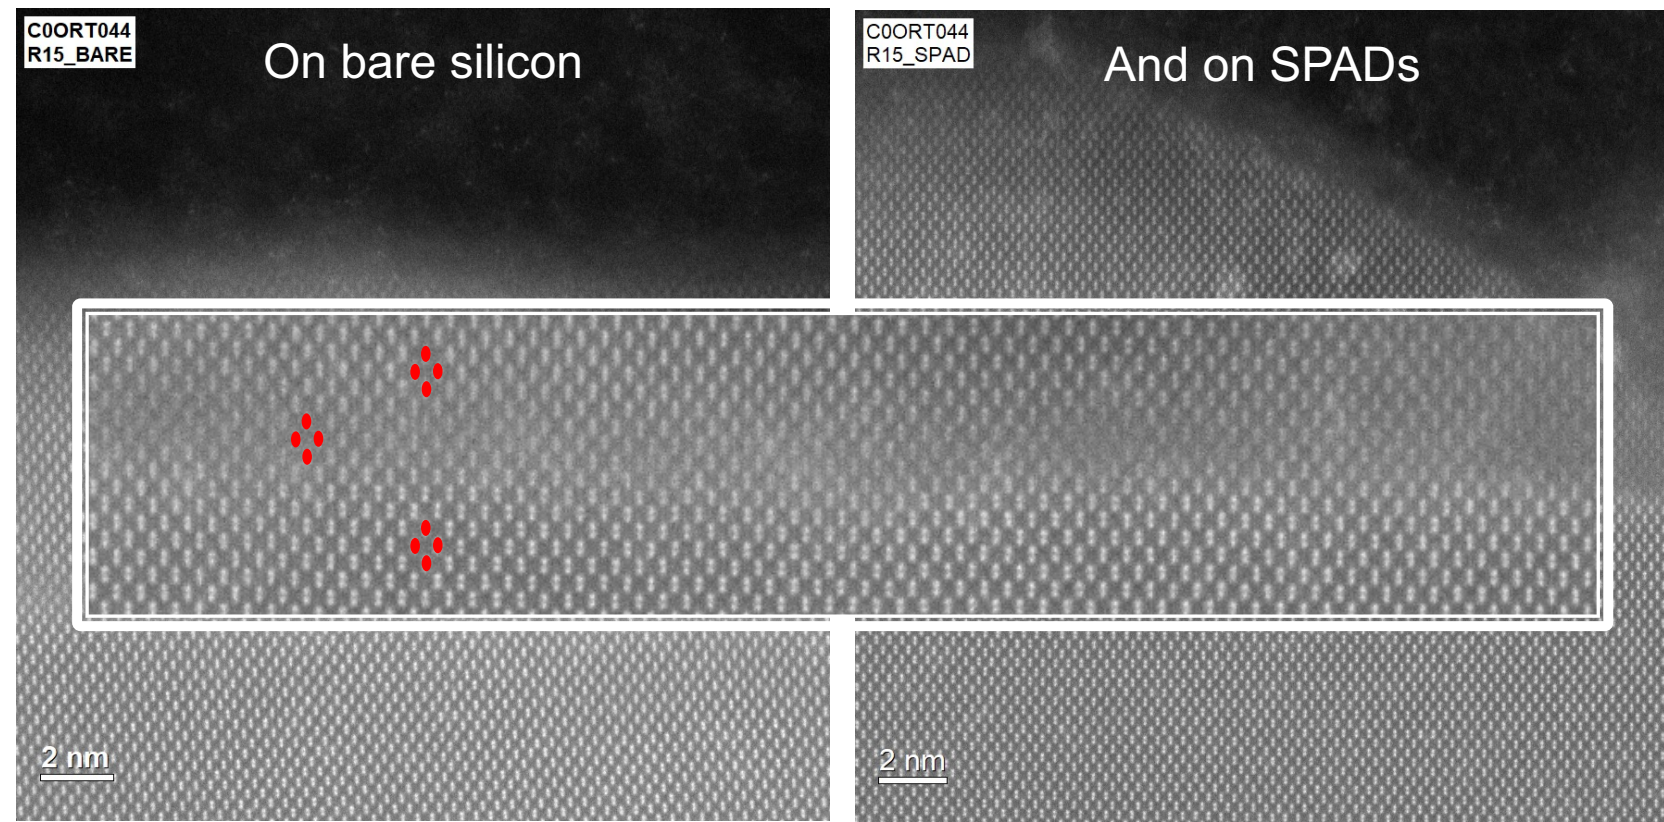 C0ORT044
R15_BARE
On bare silicon
2 nm
C0ORT044
R15_SPAD
And on SPADs
2 nm